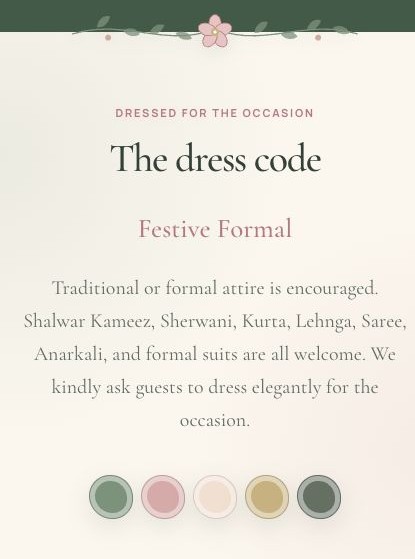 DRESSED FOR THE OCCASION
The dress code
Festive Formal
Traditional or formal attire is encouraged.
Shalwar Kameez, Sherwani, Kurta, Lehnga, Saree,
Anarkali, and formal suits are all welcome. We
kindly ask guests to dress elegantly for the
occasion.